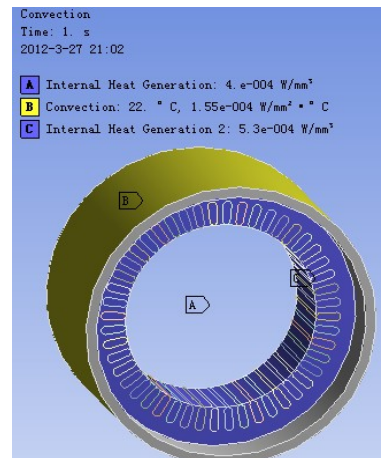 Convection
Time: 1. s
2012-3-27 21:02
A Internal Heat Generation: 4.e-004 W/mm³
B Convection: 22. ° C, 1.55e-004 W/mm² • ° C
C Internal Heat Generation 2: 5.3e-004 W/mm³
B
A